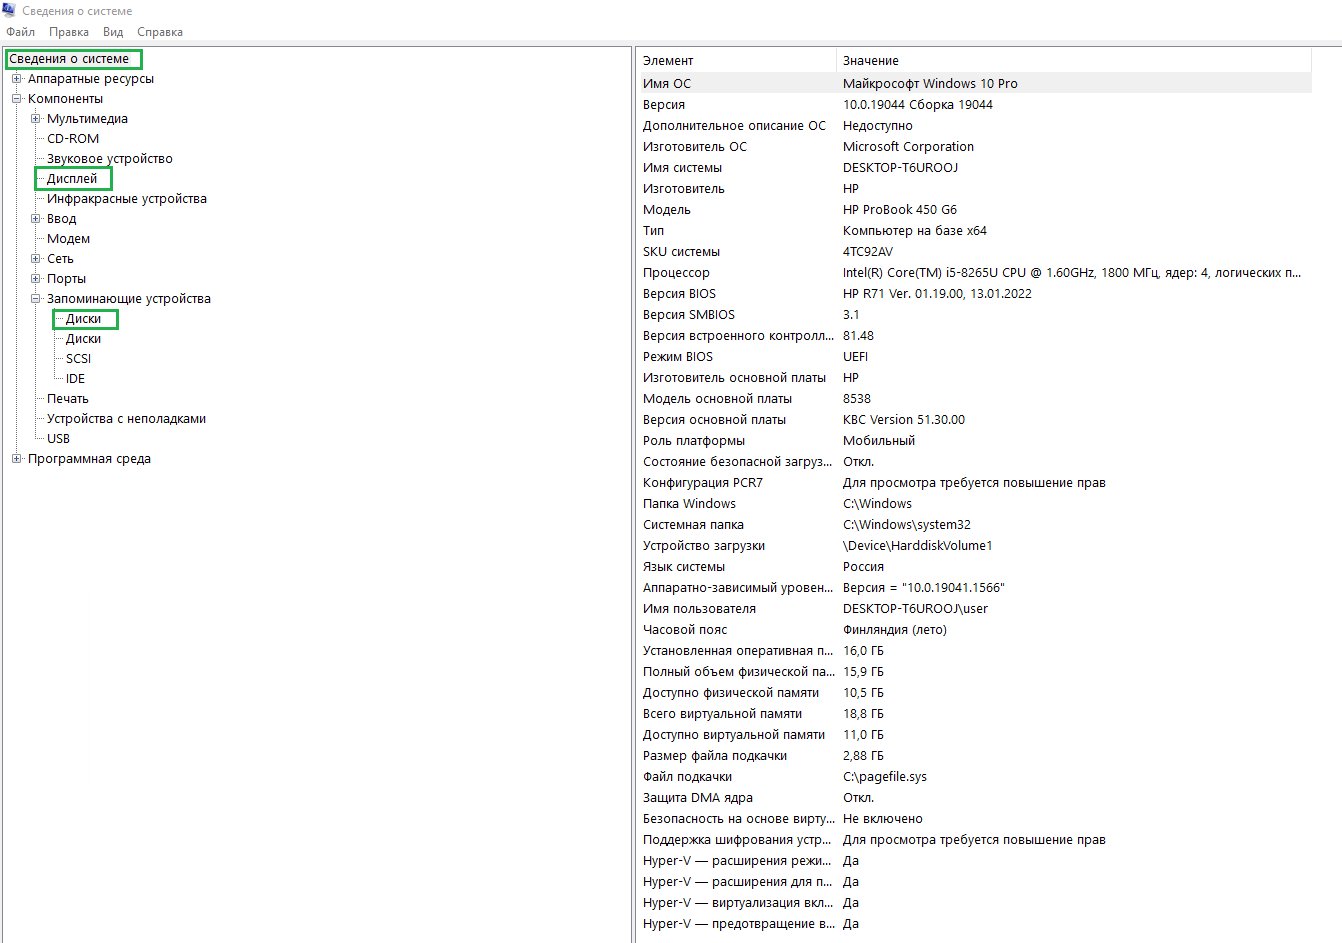 Сведения о системе
Файл Правка Вид Справка
Сведения о системе
Аппаратные ресурсы
Компоненты
Мультимедиа
CD-ROM
Звуковое устройство
Дисплей
Инфракрасные устройства
Ввод
Модем
Сеть
Порты
Запоминающие устройства
Диски
Диски
SCSI
IDE
Печать
Устройства с неполадками
USB
Программная среда
Элемент Значение
Имя ОС Майкрософт Windows 10 Pro
Версия 10.0.19044 Сборка 19044
Дополнительное описание ОС Недоступно
Изготовитель ОС Microsoft Corporation
Имя системы DESKTOP-T6UROOJ
Изготовитель HP
Модель HP ProBook 450 G6
Тип Компьютер на базе x64
SKU системы 4TC92AV
Процессор Intel(R) Core(TM) i5-8265U CPU @ 1.60GHz, 1800 МГц, ядер: 4, логических п...
Версия BIOS HP R71 Ver. 01.19.00, 13.01.2022
Версия SMBIOS 3.1
Версия встроенного контролл... 81.48
Режим BIOS UEFI
Изготовитель основной платы HP
Модель основной платы 8538
Версия основной платы KBC Version 51.30.00
Роль платформы Мобильный
Состояние безопасной загруз... Откл.
Конфигурация PCR7 Для просмотра требуется повышение прав
Папка Windows C:\Windows
Системная папка C:\Windows\system32
Устройство загрузки \Device\HarddiskVolume1
Язык системы Россия
Аппаратно-зависимый уровен... Версия = "10.0.19041.1566"
Имя пользователя DESKTOP-T6UROOJ\user
Часовой пояс Финляндия (лето)
Установленная оперативная п... 16,0 ГБ
Полный объем физической па... 15,9 ГБ
Доступно физической памяти 10,5 ГБ
Всего виртуальной памяти 18,8 ГБ
Доступно виртуальной памяти 11,0 ГБ
Размер файла подкачки 2,88 ГБ
Файл подкачки C:\pagefile.sys
Защита DMA ядра Откл.
Безопасность на основе вирту... Не включено
Поддержка шифрования устр... Для просмотра требуется повышение прав
Hyper-V — расширения режи... Да
Hyper-V — расширения для п... Да
Hyper-V — виртуализация вкл... Да
Hyper-V — предотвращение в... Да